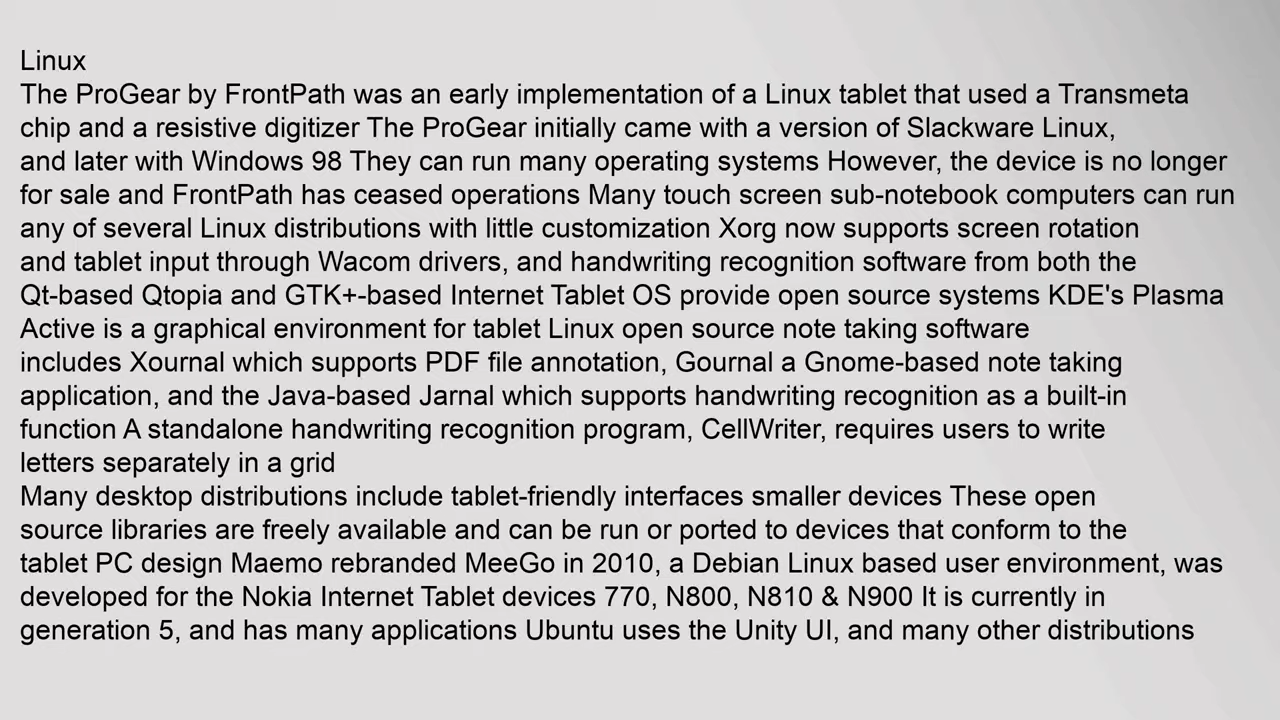 Linux
The ProGear by FrontPath was an early implementation of a Linux tablet that used a Transmeta
chip and a resistive digitizer The ProGear initially came with a version of Slackware Linux,
and later with Windows 98 They can run many operating systems However, the device is no longer
for sale and FrontPath has ceased operations Many touch screen sub-notebook computers can run
any of several Linux distributions with little customization Xorg now supports screen rotation
and tablet input through Wacom drivers, and handwriting recognition software from both the
Qt-based Qtopia and GTK+-based Internet Tablet OS provide open source systems KDE's Plasma
Active is a graphical environment for tablet Linux open source note taking software
includes Xournal which supports PDF file annotation, Gournal a Gnome-based note taking
application, and the Java-based Jarnal which supports handwriting recognition as a built-in
function A standalone handwriting recognition program, CellWriter, requires users to write
letters separately in a grid
Many desktop distributions include tablet-friendly interfaces smaller devices These open
source libraries are freely available and can be run or ported to devices that conform to the
tablet PC design Maemo rebranded MeeGo in 2010, a Debian Linux based user environment, was
developed for the Nokia Internet Tablet devices 770, N800, N810 & N900 It is currently in
generation 5, and has many applications Ubuntu uses the Unity UI, and many other distributions